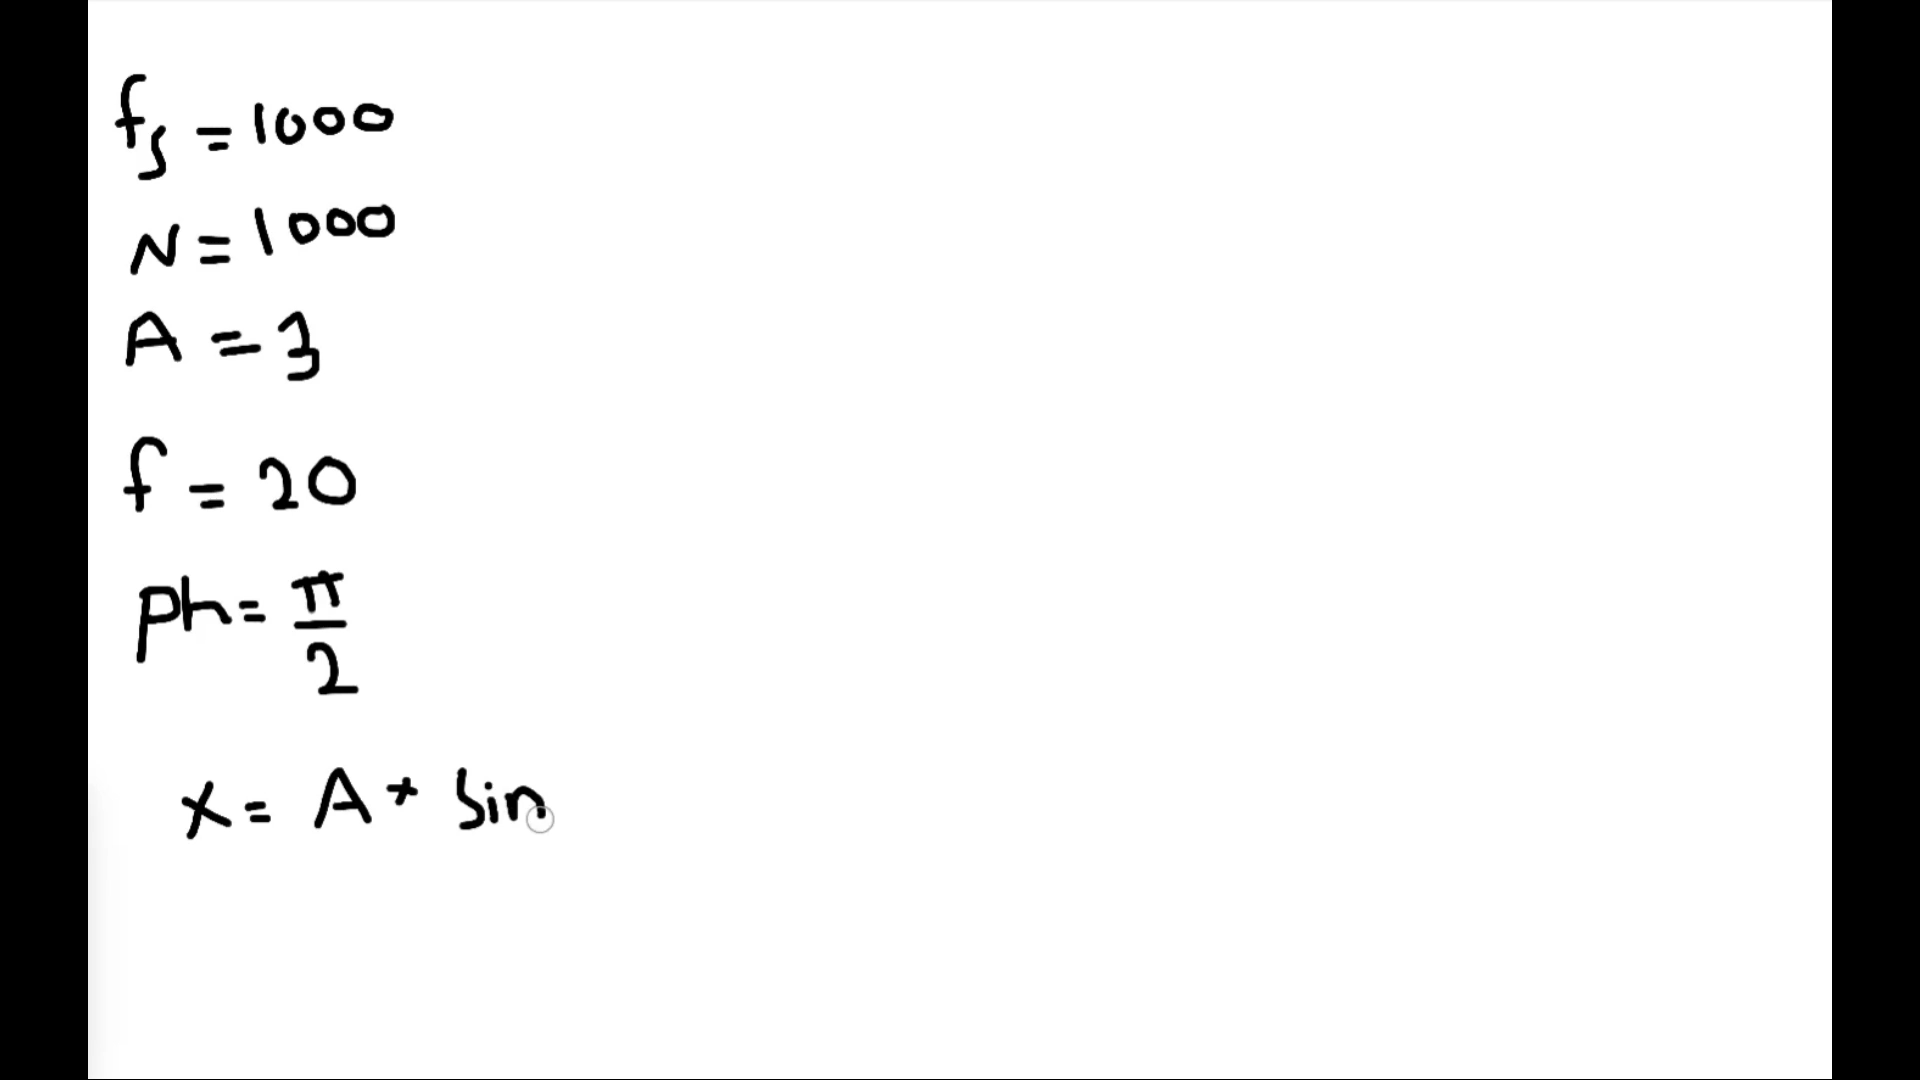 fs = 1000
N = 1000
A = 3
f = 20
ph = π/2
x = A * sin